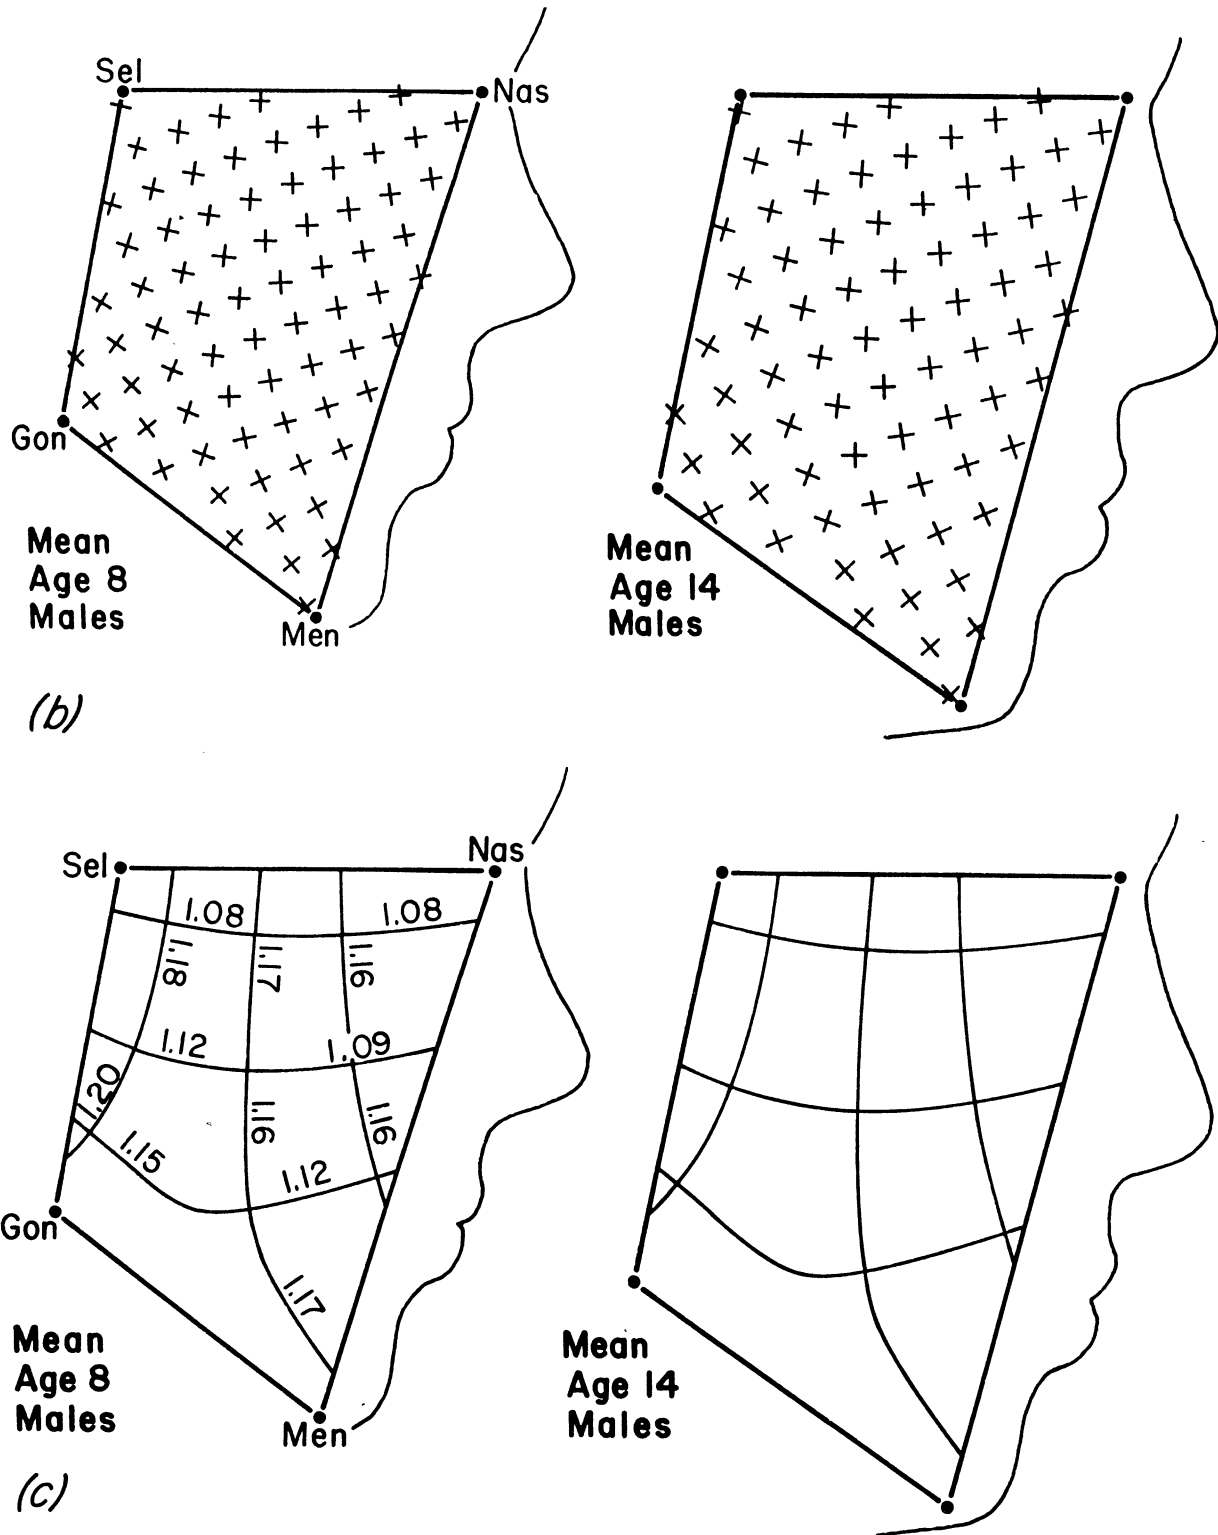 Sel
Nas
Gon
Men
Mean
Age 8
Males
Mean
Age 14
Males
(b)
Sel
Nas
1.08
1.08
1.18
1.17
1.16
1.12
1.09
1.20
1.16
1.16
1.15
1.12
Gon
1.17
Men
Mean
Age 8
Males
Mean
Age 14
Males
(c)